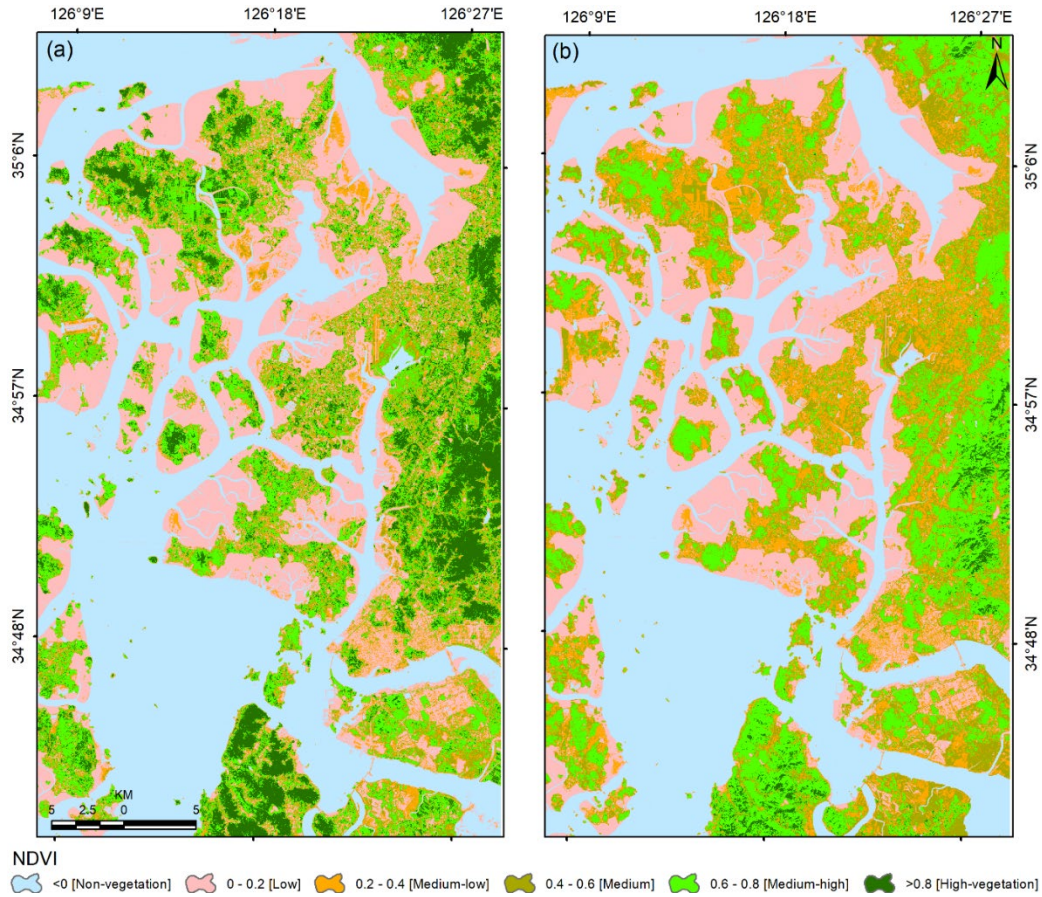 126°9'E 126°18'E 126°27'E 126°9'E 126°18'E 126°27'E
(a) (b) N
35°6'N 35°6'N
34°57'N 34°57'N
34°48'N 34°48'N
KM
5 2.5 0 5
NDVI
<0 [Non-vegetation] 0 - 0.2 [Low] 0.2 - 0.4 [Medium-low] 0.4 - 0.6 [Medium] 0.6 - 0.8 [Medium-high] >0.8 [High-vegetation]